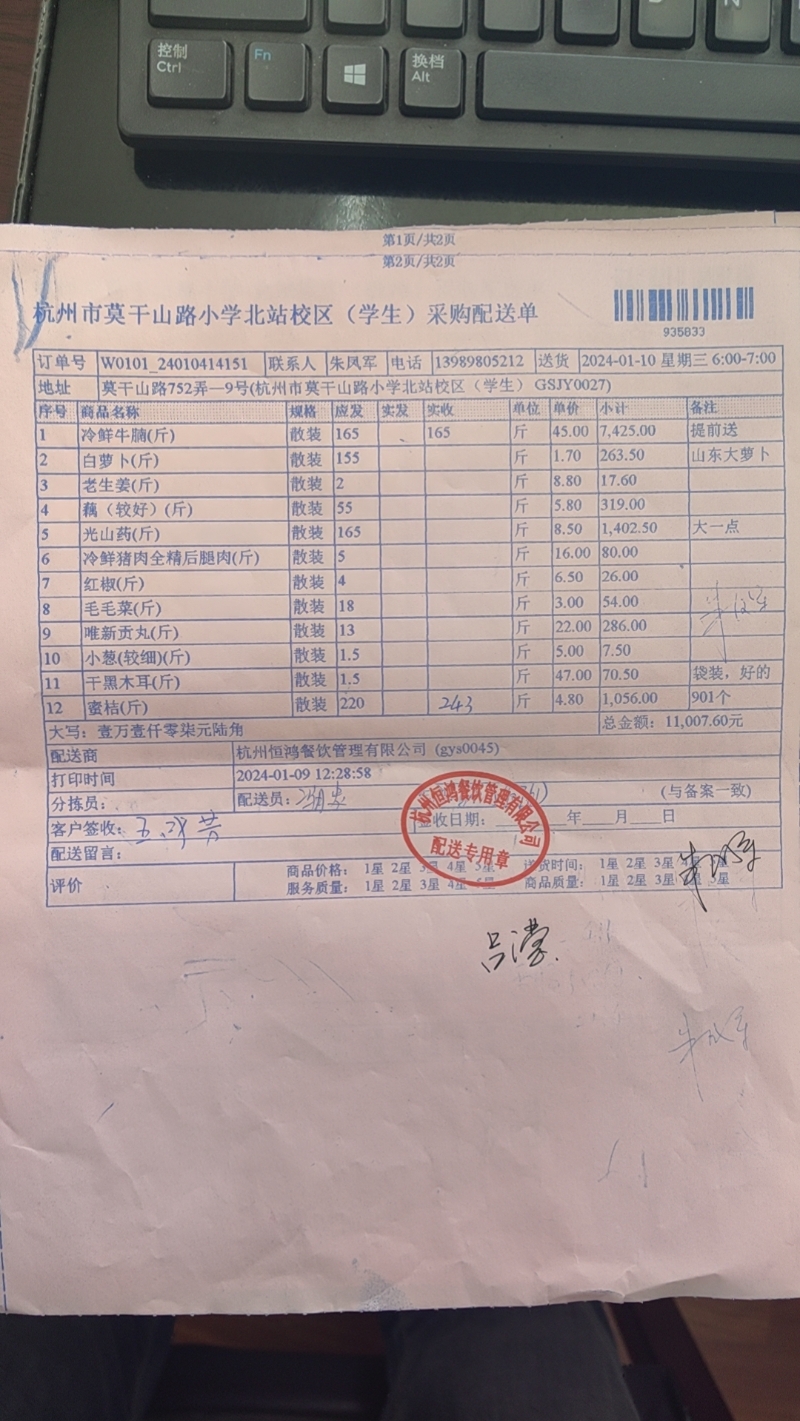 控制
Ctrl
Fn
换档
Alt
N
第1页/共2页
第2页/共2页
杭州市莫干山路小学北站校区（学生）采购配送单
935833
订单号 W0101_24010414151 联系人 朱凤军 电话 13989805212 送货 2024-01-10 星期三 6:00-7:00
地址 莫干山路752弄—9号(杭州市莫干山路小学北站校区（学生） GSJY0027)
序号 商品名称 规格 应发 实发 实收 单位 单价 小计 备注
1 冷鲜牛腩(斤) 散装 165 165 斤 45.00 7,425.00 提前送
2 白萝卜(斤) 散装 155 斤 1.70 263.50 山东大萝卜
3 老生姜(斤) 散装 2 斤 8.80 17.60
4 藕（较好）(斤) 散装 55 斤 5.80 319.00
5 光山药(斤) 散装 165 斤 8.50 1,402.50 大一点
6 冷鲜猪肉全精后腿肉(斤) 散装 5 斤 16.00 80.00
7 红椒(斤) 散装 4 斤 6.50 26.00
8 毛毛菜(斤) 散装 18 斤 3.00 54.00
9 唯新贡丸(斤) 散装 13 斤 22.00 286.00
10 小葱(较细)(斤) 散装 1.5 斤 5.00 7.50
11 干黑木耳(斤) 散装 1.5 斤 47.00 70.50 袋装，好的
12 蜜桔(斤) 散装 220 243 斤 4.80 1,056.00 901个
大写：壹万壹仟零柒元陆角 总金额：11,007.60元
配送商 杭州恒鸿餐饮管理有限公司 (gys0045)
打印时间 2024-01-09 12:28:58
分拣员： 配送员： (与备案一致)
客户签收： 签收日期： 年 月 日
杭州恒鸿餐饮管理有限公司
配送专用章
配送留言：
评价 商品价格： 1星 2星 3星 4星 5星 送货时间： 1星 2星 3星 4星 5星
服务质量： 1星 2星 3星 4星 5星 商品质量： 1星 2星 3星 4星 5星